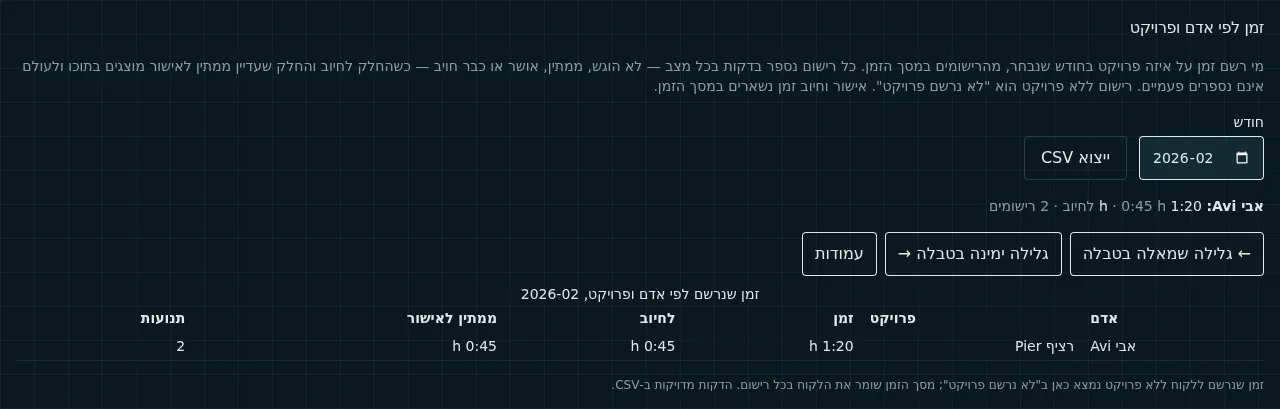 זמן לפי אדם ופרויקט
מי רשם זמן על איזה פרויקט בחודש שנבחר, מהרישומים במסך הזמן. כל רישום נספר בדקות בכל מצב — לא הוגש, ממתין, אושר או כבר חויב — כשהחלק לחיוב והחלק שעדיין ממתין לאישור מוצגים בתוכו ולעולם
אינם נספרים פעמיים. רישום ללא פרויקט הוא "לא נרשם פרויקט". אישור וחיוב זמן נשארים במסך הזמן.
חודש
2026-02 ייצוא CSV
אבי Avi: 1:20 h · 0:45 h לחיוב · 2 רישומים
← גלילה שמאלה בטבלה גלילה ימינה בטבלה → עמודות
זמן שנרשם לפי אדם ופרויקט, 2026-02
אדם פרויקט זמן לחיוב ממתין לאישור תנועות
אבי Avi רציף Pier 1:20 h 0:45 h 0:45 h 2
זמן שנרשם ללקוח ללא פרויקט נמצא כאן ב"לא נרשם פרויקט"; מסך הזמן שומר את הלקוח בכל רישום. הדקות מדויקות ב-CSV.